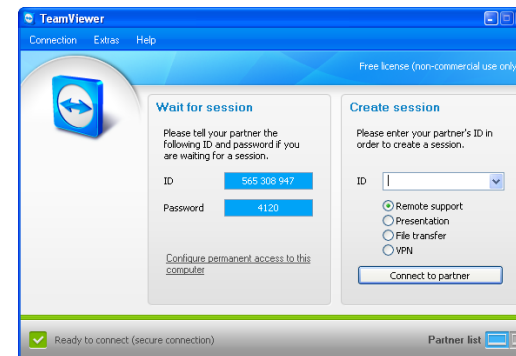 TeamViewer
Connection Extras Help
Free license (non-commercial use only
Wait for session
Please tell your partner the
following ID and password if you
are waiting for a session.
ID 565 308 947
Password 4120
Configure permanent access to this
computer
Create session
Please enter your partner's ID in
order to create a session.
ID
Remote support
Presentation
File transfer
VPN
Connect to partner
Ready to connect (secure connection)
Partner list